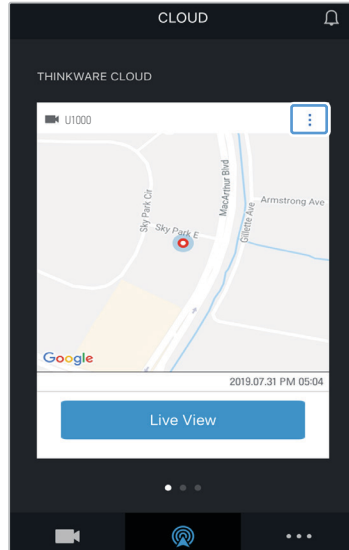 CLOUD
THINKWARE CLOUD
U1000
MacArthur Blvd
Armstrong Ave
Sky Park Cir
Sky Park E
Gillette Ave
Google
2019.07.31 PM 05:04
Live View